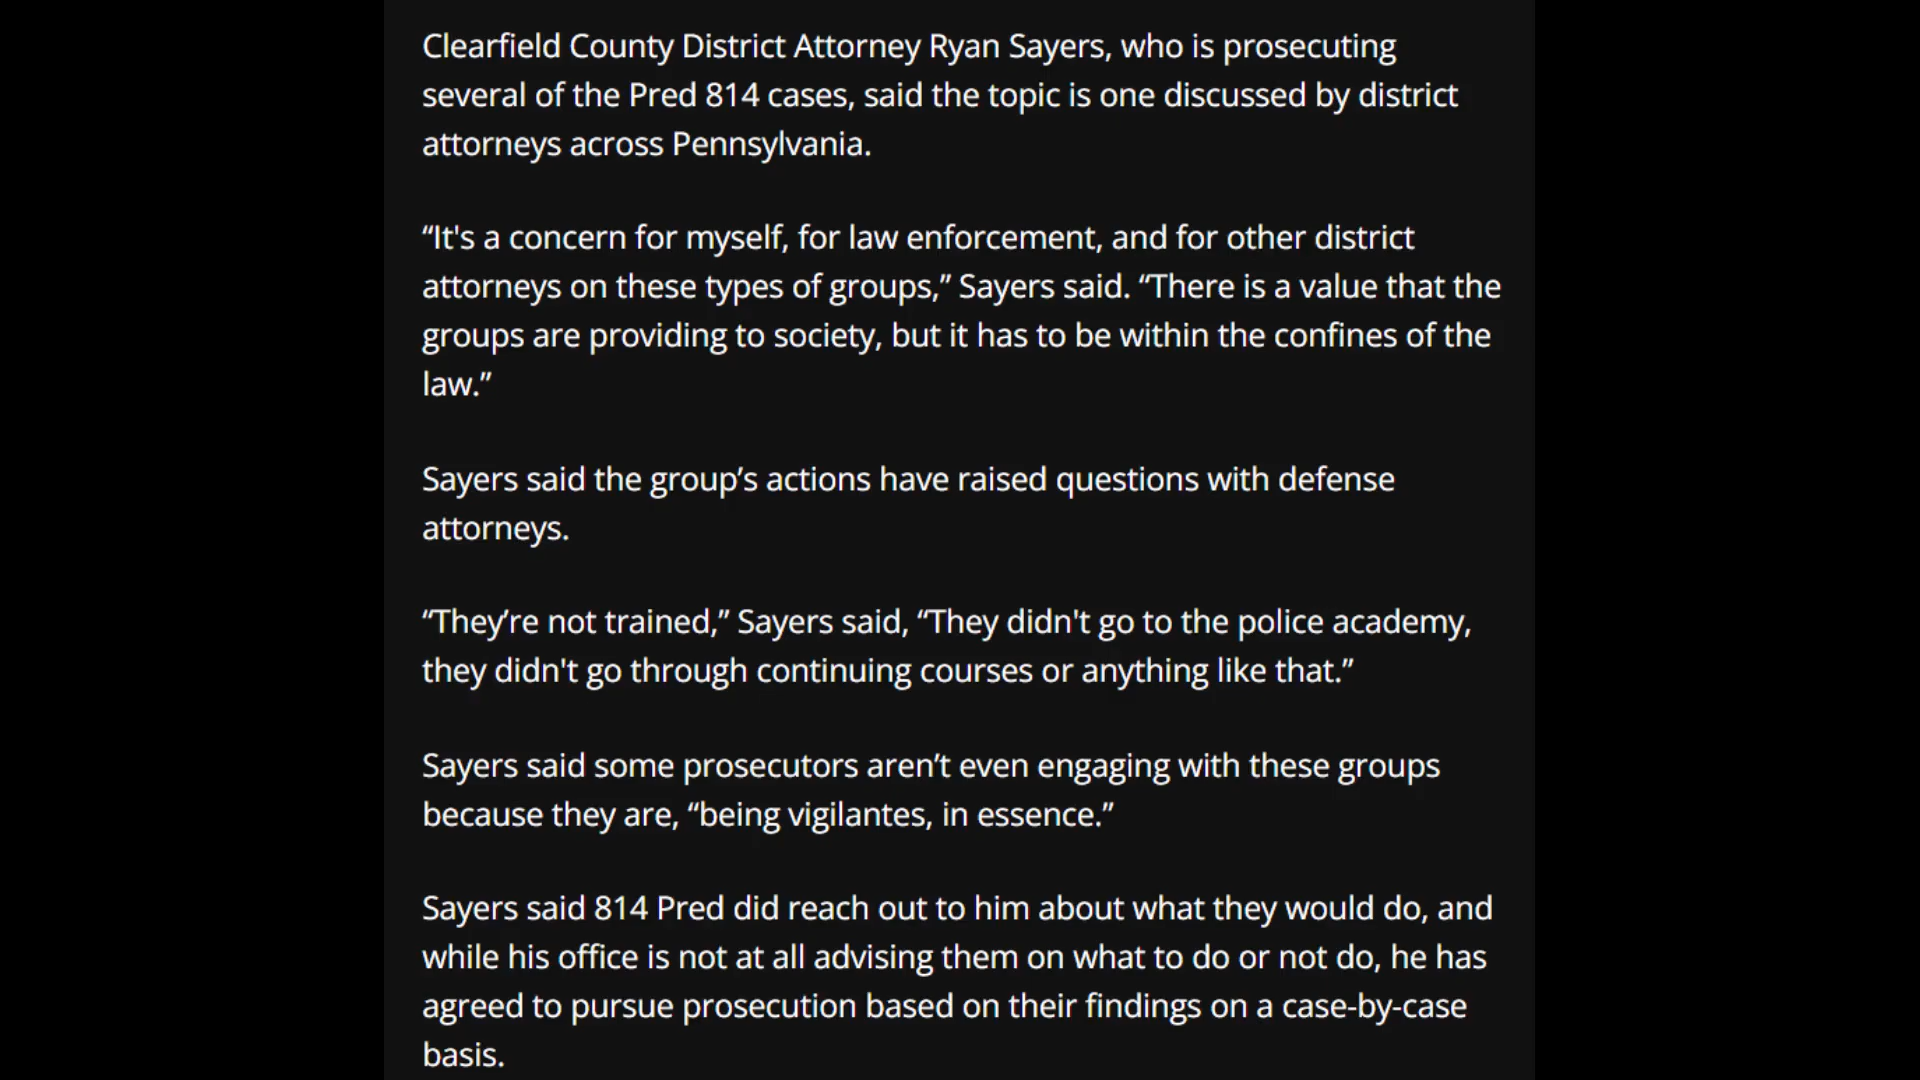 Clearfield County District Attorney Ryan Sayers, who is prosecuting
several of the Pred 814 cases, said the topic is one discussed by district
attorneys across Pennsylvania.
“It's a concern for myself, for law enforcement, and for other district
attorneys on these types of groups,” Sayers said. “There is a value that the
groups are providing to society, but it has to be within the confines of the
law.”
Sayers said the group’s actions have raised questions with defense
attorneys.
“They’re not trained,” Sayers said, “They didn't go to the police academy,
they didn't go through continuing courses or anything like that.”
Sayers said some prosecutors aren’t even engaging with these groups
because they are, “being vigilantes, in essence.”
Sayers said 814 Pred did reach out to him about what they would do, and
while his office is not at all advising them on what to do or not do, he has
agreed to pursue prosecution based on their findings on a case-by-case
basis.